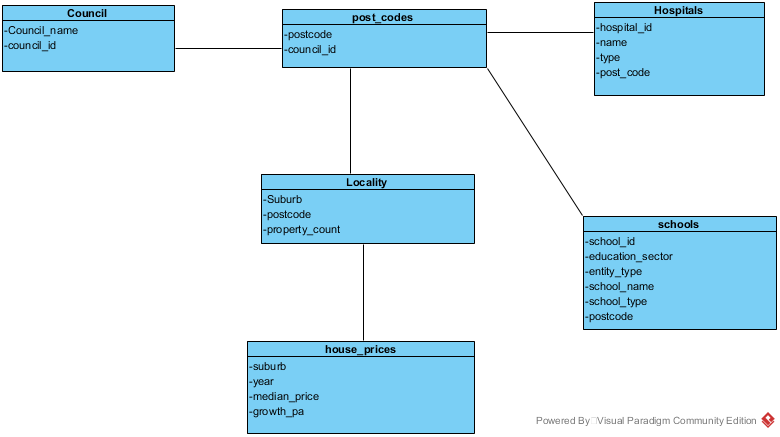 Council
-Council_name
-council_id
post_codes
-postcode
-council_id
Hospitals
-hospital_id
-name
-type
-post_code
Locality
-Suburb
-postcode
-property_count
schools
-school_id
-education_sector
-entity_type
-school_name
-school_type
-postcode
house_prices
-suburb
-year
-median_price
-growth_pa
Powered By Visual Paradigm Community Edition